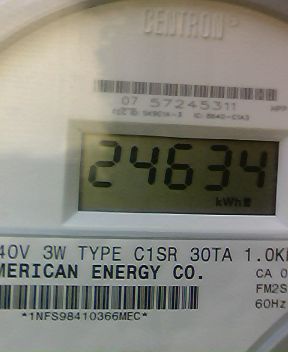 CENTRON
07 57245311
24634
kWh
40V 3W TYPE C1SR 30TA 1.0K
MERICAN ENERGY CO.
CA 0
FM2S
60Hz
*1NFS98410366MEC*